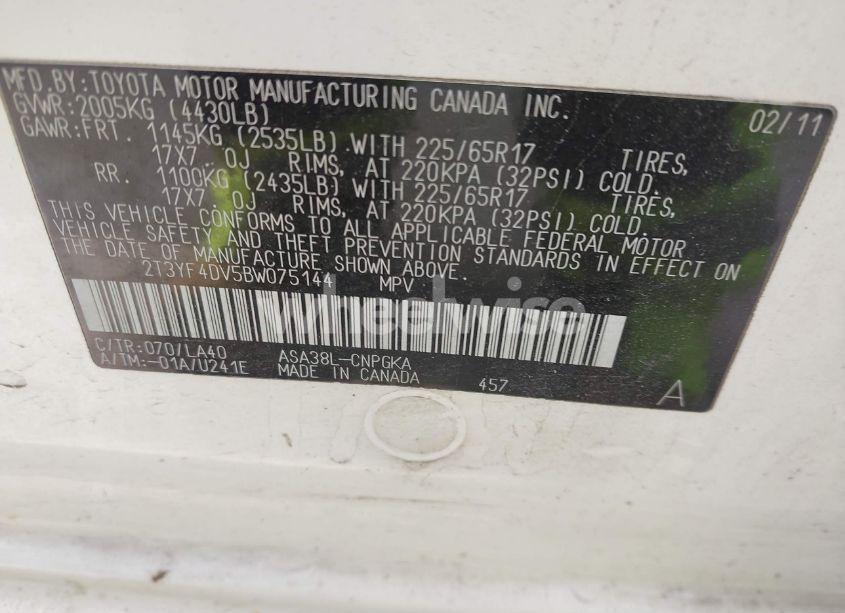 MFD.BY:TOYOTA MOTOR MANUFACTURING CANADA INC. 02/11
GVWR:2005KG (4430LB)
GAWR:FRT. 1145KG (2535LB) WITH 225/65R17 TIRES,
17X7 0J RIMS, AT 220KPA (32PSI) COLD.
RR. 1100KG (2435LB) WITH 225/65R17 TIRES,
17X7 0J RIMS, AT 220KPA (32PSI) COLD.
THIS VEHICLE CONFORMS TO ALL APPLICABLE FEDERAL MOTOR
VEHICLE SAFETY AND THEFT PREVENTION STANDARDS IN EFFECT ON
THE DATE OF MANUFACTURE SHOWN ABOVE.
2T3YF4DV5BW075144 MPV
wheelwise
C/TR:070/LA40 ASA38L-CNPGKA
A/TM:-01A/U241E MADE IN CANADA 457 A